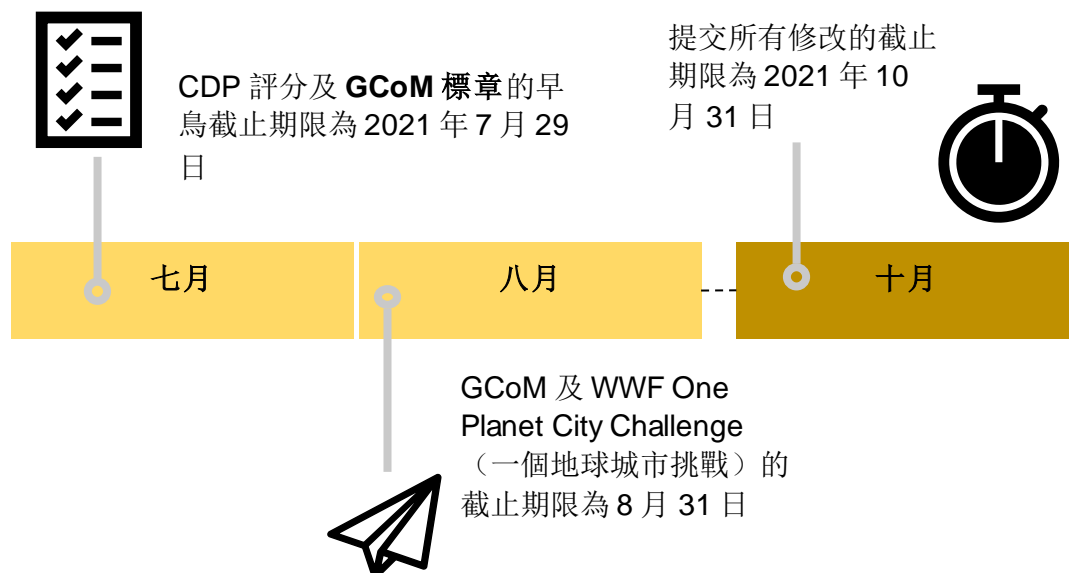 CDP 評分及 GCoM 標章的早
鳥截止期限為 2021 年 7 月 29
日
提交所有修改的截止
期限為 2021 年 10
月 31 日
七月
八月
十月
GCoM 及 WWF One
Planet City Challenge
（一個地球城市挑戰）的
截止期限為 8 月 31 日